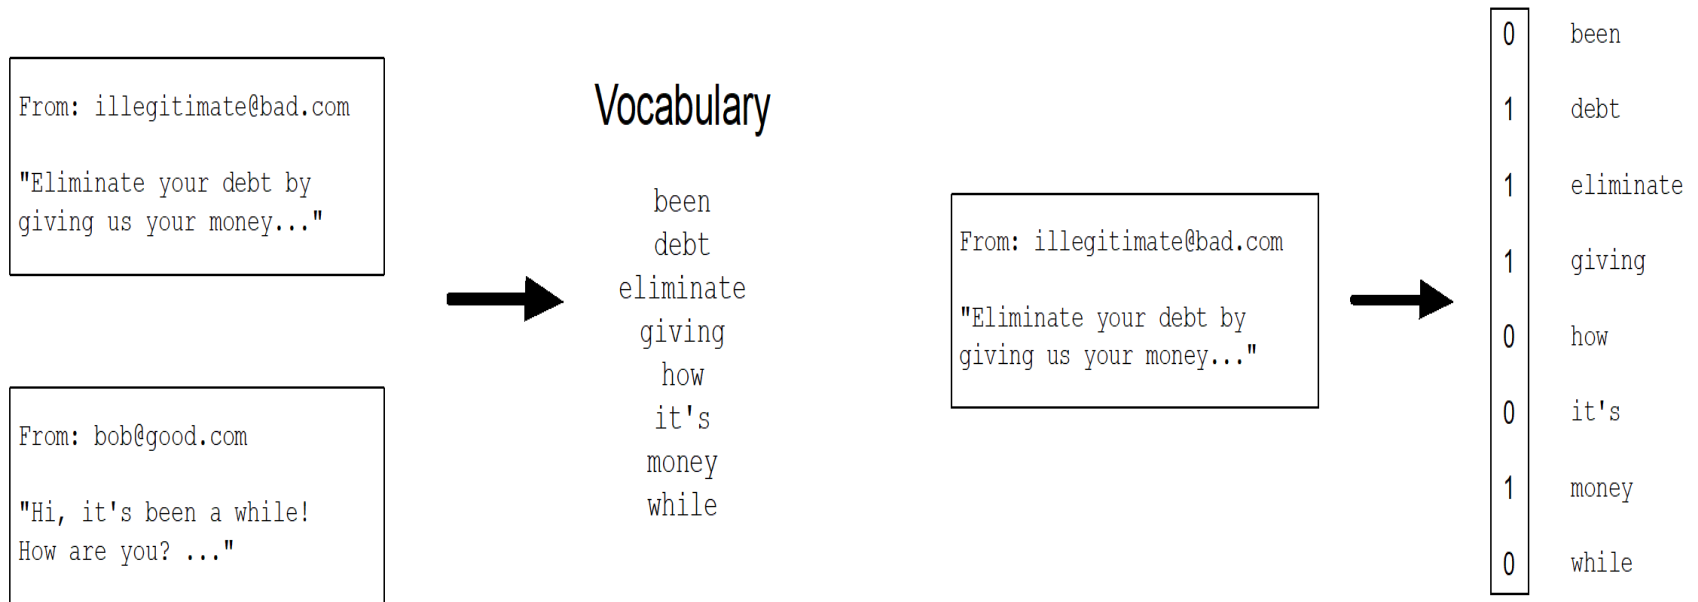 From: illegitimate@bad.com
"Eliminate your debt by
giving us your money..."
From: bob@good.com
"Hi, it's been a while!
How are you? ..."
Vocabulary
been
debt
eliminate
giving
how
it's
money
while
From: illegitimate@bad.com
"Eliminate your debt by
giving us your money..."
0 been
1 debt
1 eliminate
1 giving
0 how
0 it's
1 money
0 while